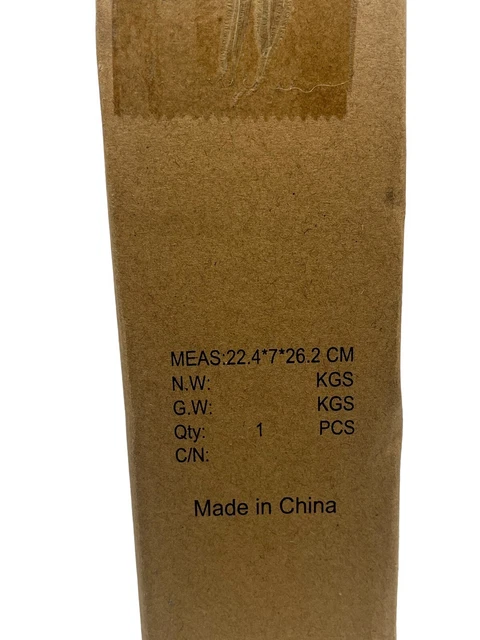 MEAS:22.4*7*26.2 CM
N.W: KGS
G.W: KGS
Qty: 1 PCS
C/N:
Made in China